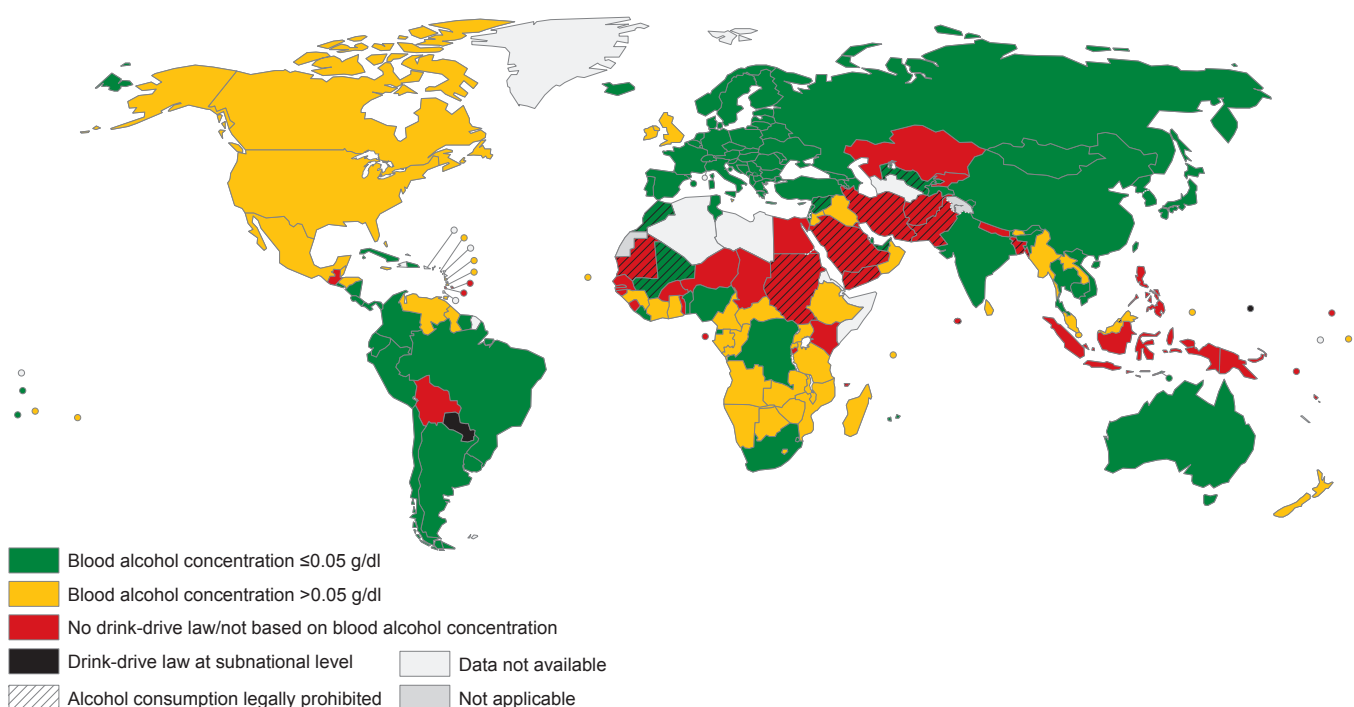 Blood alcohol concentration ≤0.05 g/dl
Blood alcohol concentration >0.05 g/dl
No drink-drive law/not based on blood alcohol concentration
Drink-drive law at subnational level
Data not available
Alcohol consumption legally prohibited
Not applicable